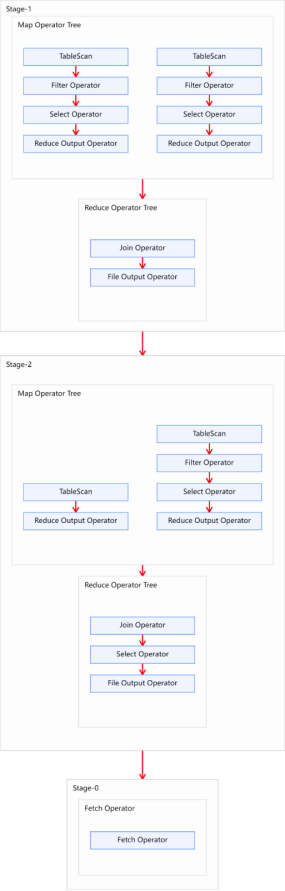 Stage-1
Map Operator Tree
TableScan
TableScan
Filter Operator
Filter Operator
Select Operator
Select Operator
Reduce Output Operator
Reduce Output Operator
Reduce Operator Tree
Join Operator
File Output Operator
Stage-2
Map Operator Tree
TableScan
Filter Operator
TableScan
Select Operator
Reduce Output Operator
Reduce Output Operator
Reduce Operator Tree
Join Operator
Select Operator
File Output Operator
Stage-0
Fetch Operator
Fetch Operator